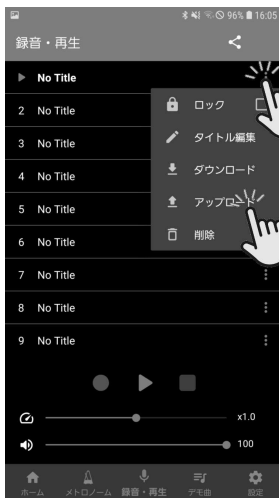 96% 16:05
録音・再生
No Title
ロック
2 No Title
タイトル編集
3 No Title
4 No Title
ダウンロード
5 No Title
アップロード
6 No Title
削除
7 No Title
8 No Title
9 No Title
x1.0
100
ホーム メトロノーム 録音・再生 デモ曲 設定